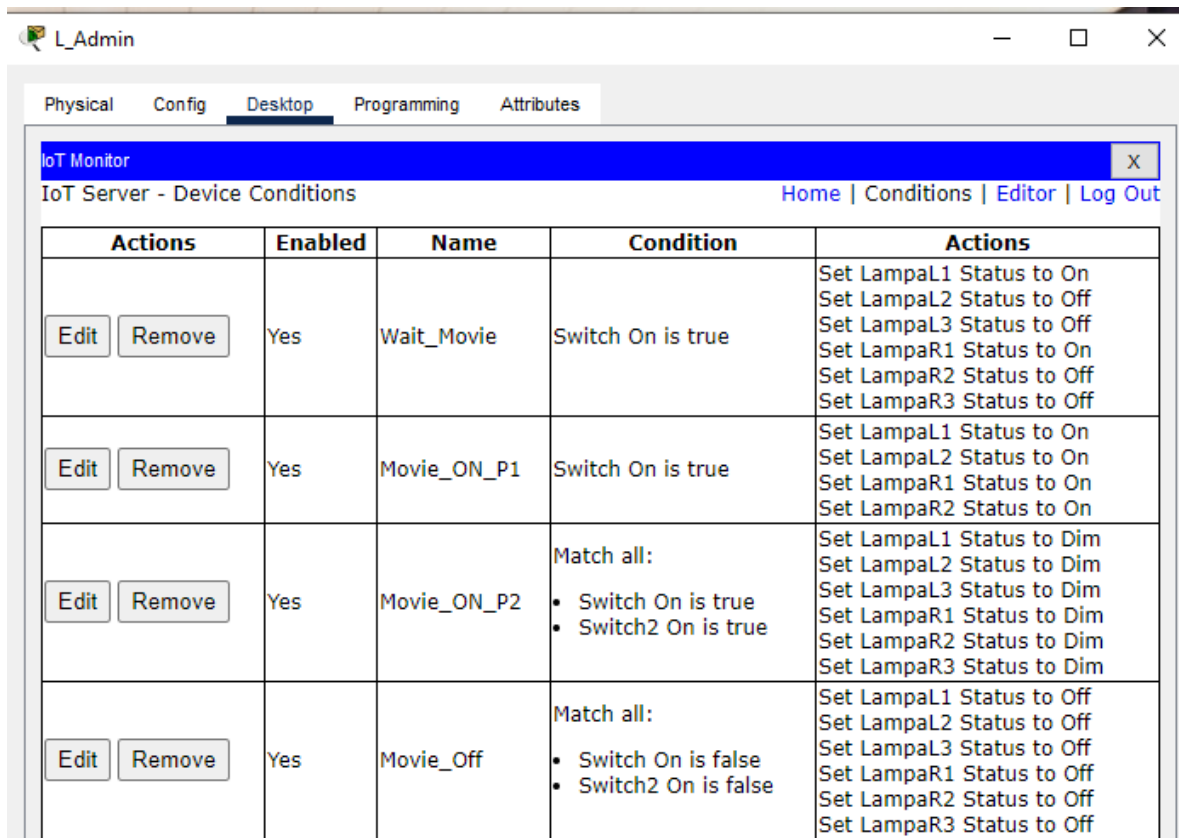 L_Admin
Physical Config Desktop Programming Attributes
IoT Monitor X
IoT Server - Device Conditions Home | Conditions | Editor | Log Out
Actions Enabled Name Condition Actions
Edit Remove Yes Wait_Movie Switch On is true
Set LampaL1 Status to On
Set LampaL2 Status to Off
Set LampaL3 Status to Off
Set LampaR1 Status to On
Set LampaR2 Status to Off
Set LampaR3 Status to Off
Edit Remove Yes Movie_ON_P1 Switch On is true
Set LampaL1 Status to On
Set LampaL2 Status to On
Set LampaR1 Status to On
Set LampaR2 Status to On
Edit Remove Yes Movie_ON_P2
Match all:
• Switch On is true
• Switch2 On is true
Set LampaL1 Status to Dim
Set LampaL2 Status to Dim
Set LampaL3 Status to Dim
Set LampaR1 Status to Dim
Set LampaR2 Status to Dim
Set LampaR3 Status to Dim
Edit Remove Yes Movie_Off
Match all:
• Switch On is false
• Switch2 On is false
Set LampaL1 Status to Off
Set LampaL2 Status to Off
Set LampaL3 Status to Off
Set LampaR1 Status to Off
Set LampaR2 Status to Off
Set LampaR3 Status to Off